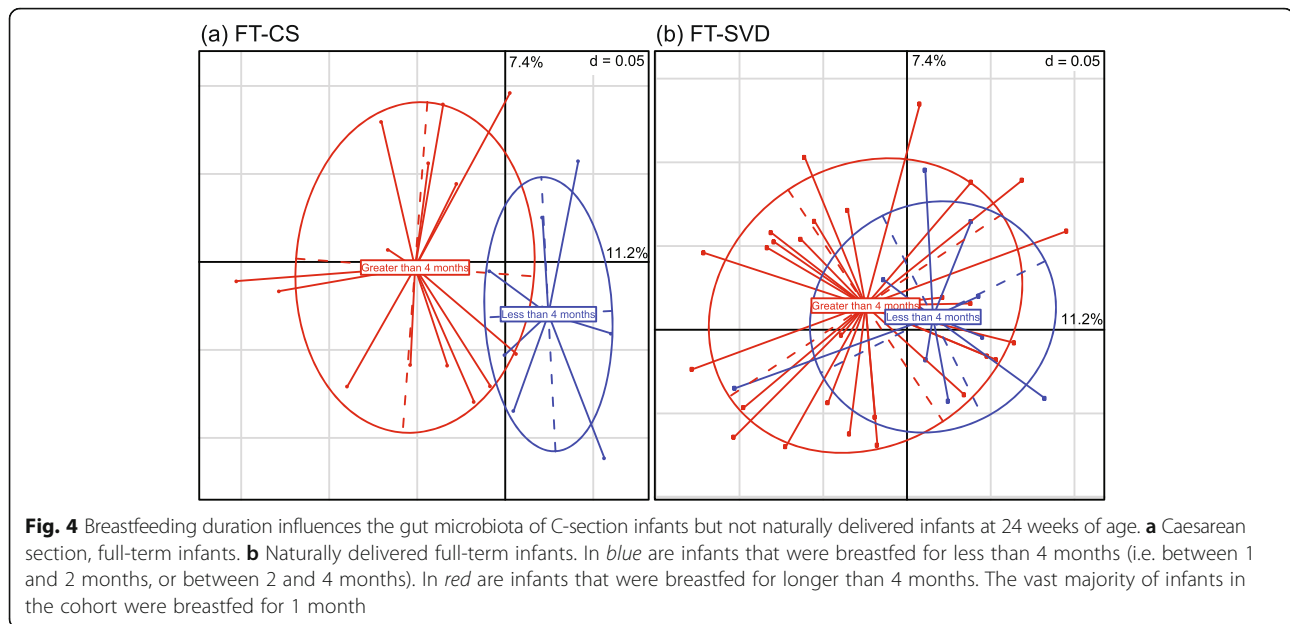 (a) FT-CS
(b) FT-SVD
7.4%
d = 0.05
7.4%
d = 0.05
11.2%
Greater than 4 months
Less than 4 months
Greater than 4 months
Less than 4 months
11.2%
Fig. 4 Breastfeeding duration influences the gut microbiota of C-section infants but not naturally delivered infants at 24 weeks of age. a Caesarean
section, full-term infants. b Naturally delivered full-term infants. In blue are infants that were breastfed for less than 4 months (i.e. between 1
and 2 months, or between 2 and 4 months). In red are infants that were breastfed for longer than 4 months. The vast majority of infants in
the cohort were breastfed for 1 month